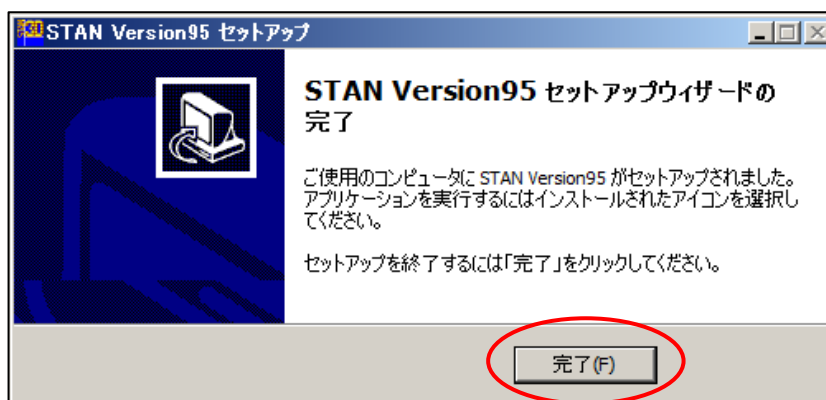 STAN Version95 セットアップ
STAN Version95 セットアップウィザードの
完了
ご使用のコンピュータに STAN Version95 がセットアップされました。
アプリケーションを実行するにはインストールされたアイコンを選択し
てください。
セットアップを終了するには「完了」をクリックしてください。
完了(F)